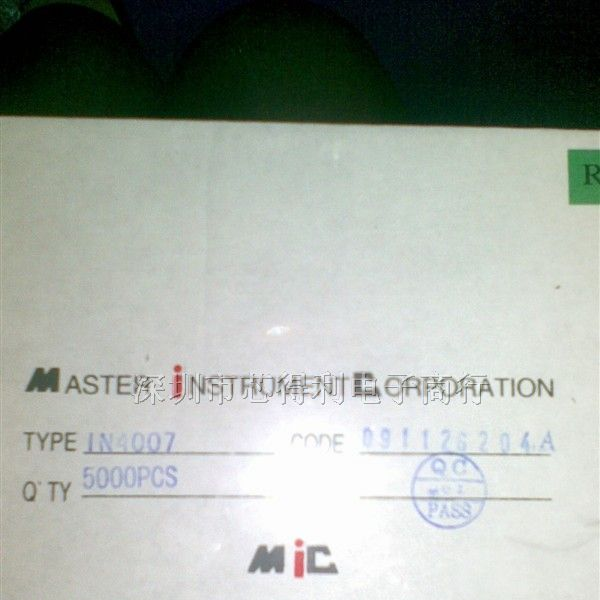 R
MASTER INSTRUMENT CORPORATION
深圳市芯得利电子商行
TYPE 1N4007 CODE 091126204A
Q'TY 5000PCS
QC
PASS
MIC